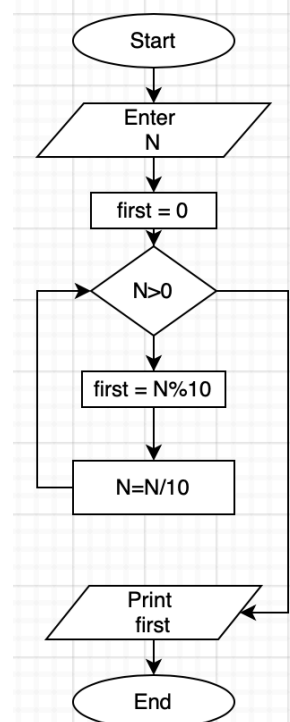 Start
Enter
N
first = 0
N>0
first = N%10
N=N/10
Print
first
End